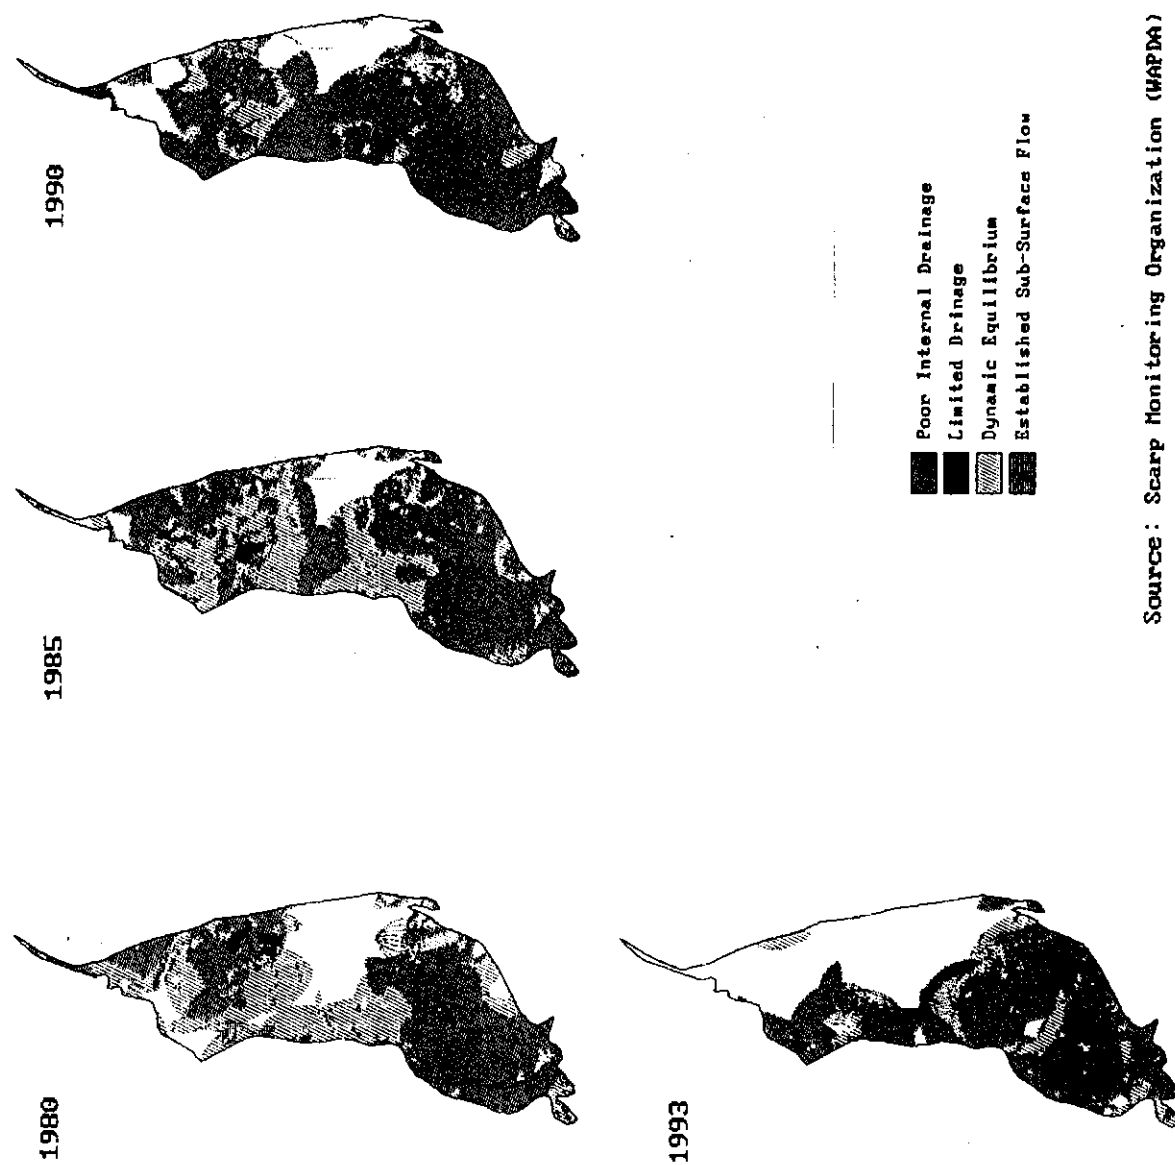 1980
1985
1990
1993
Poor Internal Drainage
Limited Drinage
Dynamic Equilibrium
Established Sub-Surface Flow
Source: Scarp Monitoring Organization (WAPDA)